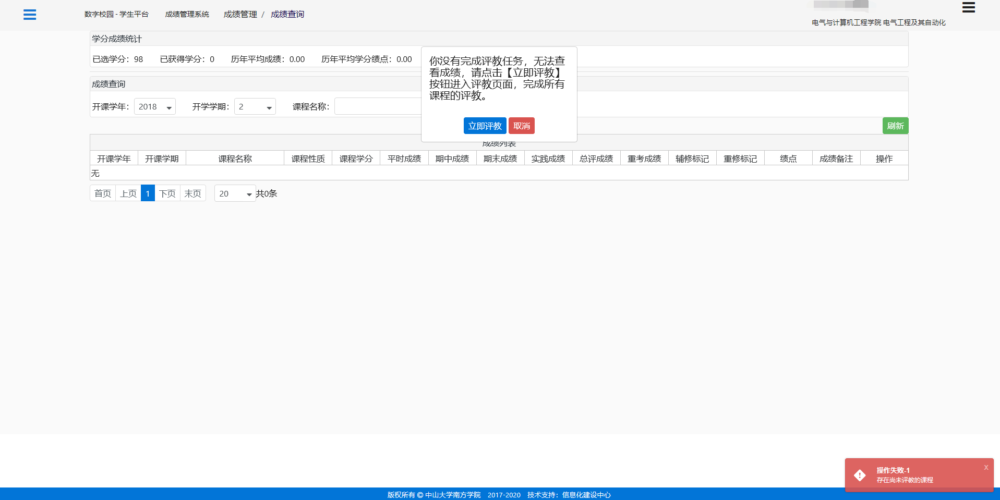 数字校园 - 学生平台 成绩管理系统 成绩管理 / 成绩查询
电气与计算机工程学院 电气工程及其自动化
学分成绩统计
已选学分：98 已获得学分：0 历年平均成绩：0.00 历年平均学分绩点：0.00
你没有完成评教任务，无法查
看成绩，请点击【立即评教】
按钮进入评教页面，完成所有
课程的评教。
立即评教 取消
成绩查询
开课学年： 2018 开学学期： 2 课程名称：
刷新
成绩列表
开课学年 开课学期 课程名称 课程性质 课程学分 平时成绩 期中成绩 期末成绩 实践成绩 总评成绩 重考成绩 辅修标记 重修标记 绩点 成绩备注 操作
无
首页 上页 1 下页 末页 20 共0条
操作失败-1 x
存在尚未评教的课程
版权所有 © 中山大学南方学院 2017-2020 技术支持：信息化建设中心